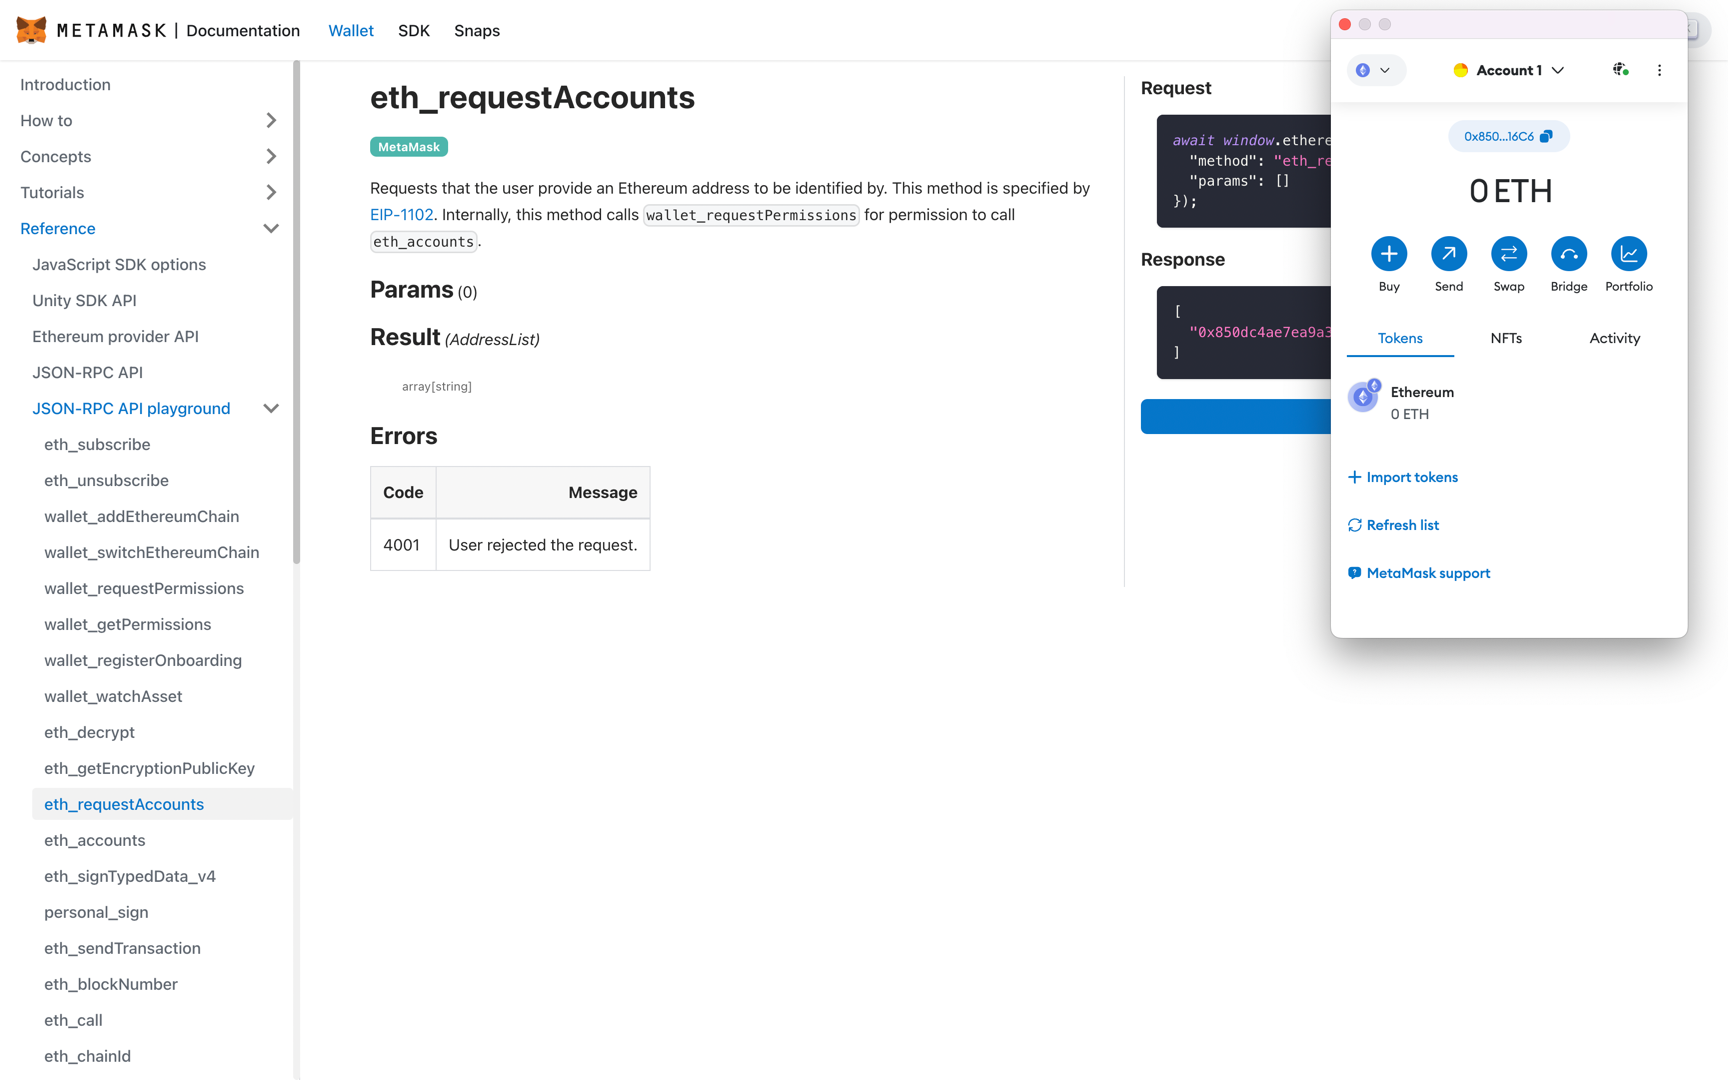 METAMASK | Documentation
Wallet
SDK
Snaps
Introduction
How to
Concepts
Tutorials
Reference
JavaScript SDK options
Unity SDK API
Ethereum provider API
JSON-RPC API
JSON-RPC API playground
eth_subscribe
eth_unsubscribe
wallet_addEthereumChain
wallet_switchEthereumChain
wallet_requestPermissions
wallet_getPermissions
wallet_registerOnboarding
wallet_watchAsset
eth_decrypt
eth_getEncryptionPublicKey
eth_requestAccounts
eth_accounts
eth_signTypedData_v4
personal_sign
eth_sendTransaction
eth_blockNumber
eth_call
eth_chainId
eth_requestAccounts
MetaMask
Requests that the user provide an Ethereum address to be identified by. This method is specified by
EIP-1102. Internally, this method calls wallet_requestPermissions for permission to call
eth_accounts.
Params (0)
Result (AddressList)
array[string]
Errors
Code Message
4001 User rejected the request.
Request
await window.ethere
"method": "eth_re
"params": []
});
Response
[
"0x850dc4ae7ea9a3
]
Account 1
0x850...16C6
0 ETH
Buy
Send
Swap
Bridge
Portfolio
Tokens
NFTs
Activity
Ethereum
0 ETH
Import tokens
Refresh list
MetaMask support